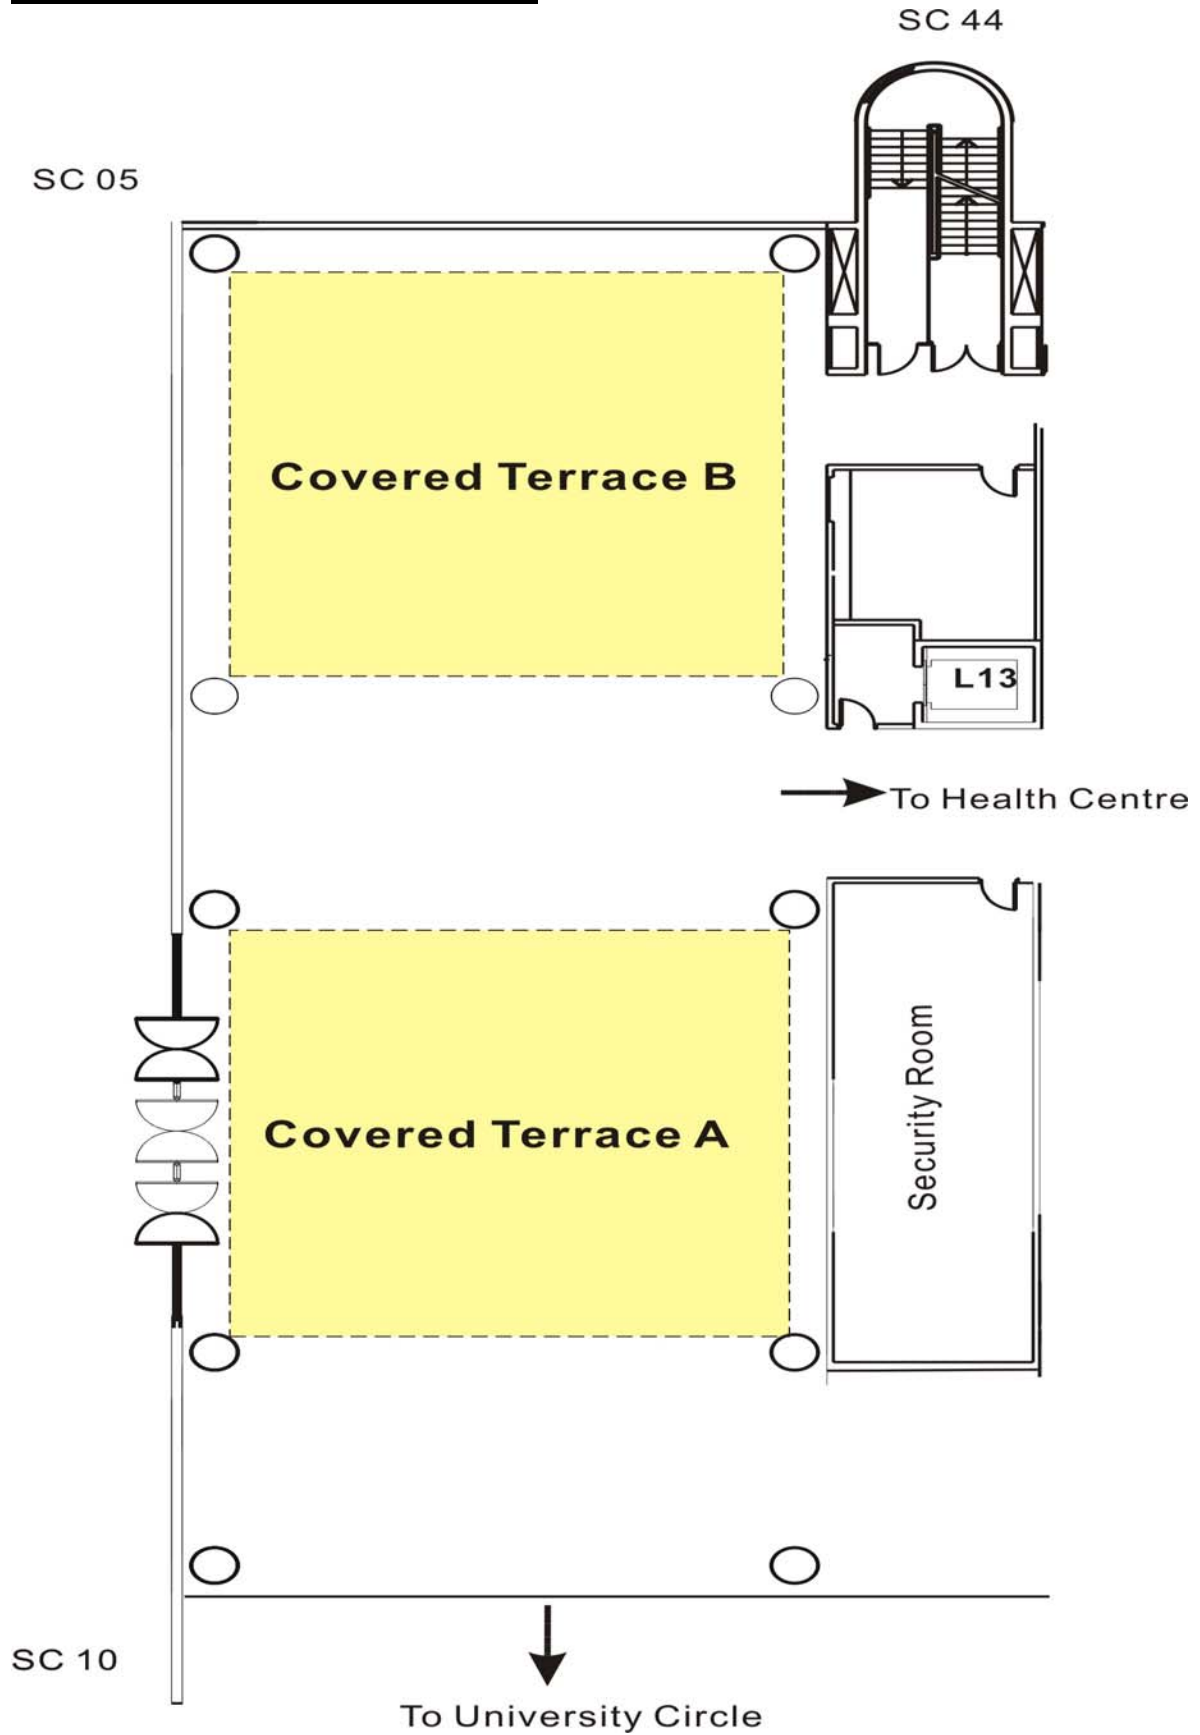 SC 44
SC 05
Covered Terrace B
L13
To Health Centre
Security Room
Covered Terrace A
SC 10
To University Circle